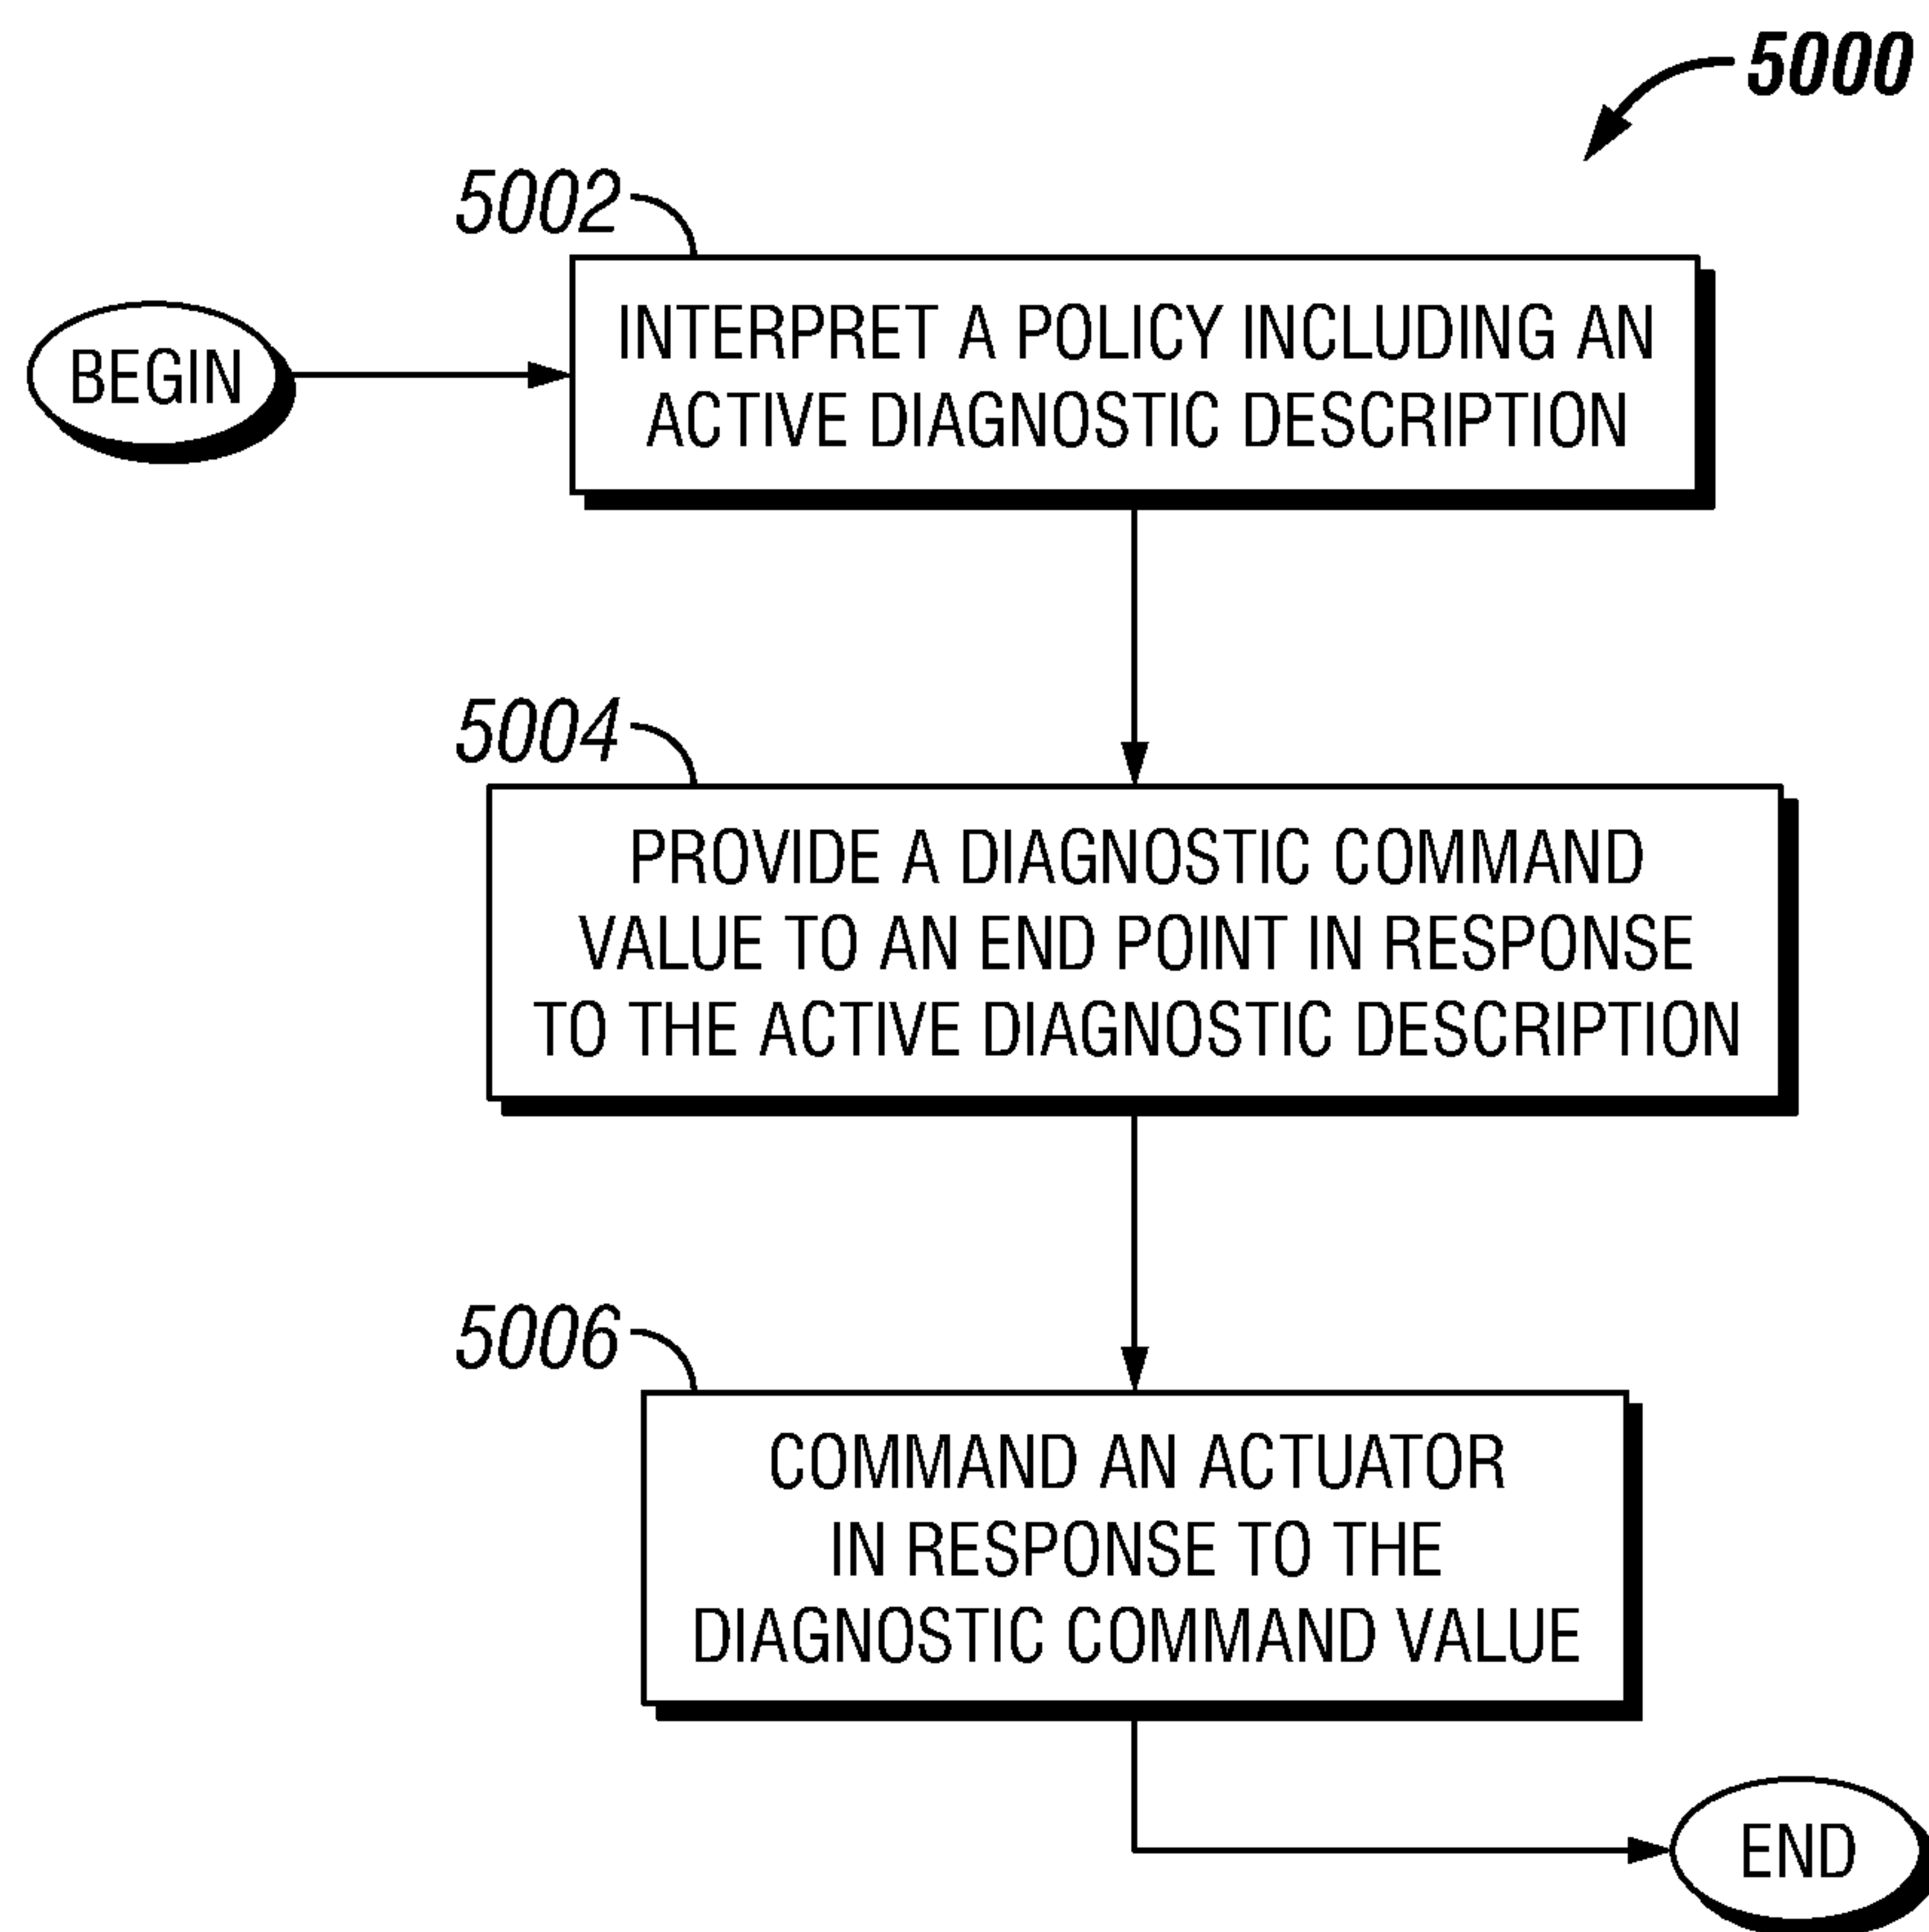 5000
5002
BEGIN
INTERPRET A POLICY INCLUDING AN
ACTIVE DIAGNOSTIC DESCRIPTION
5004
PROVIDE A DIAGNOSTIC COMMAND
VALUE TO AN END POINT IN RESPONSE
TO THE ACTIVE DIAGNOSTIC DESCRIPTION
5006
COMMAND AN ACTUATOR
IN RESPONSE TO THE
DIAGNOSTIC COMMAND VALUE
END